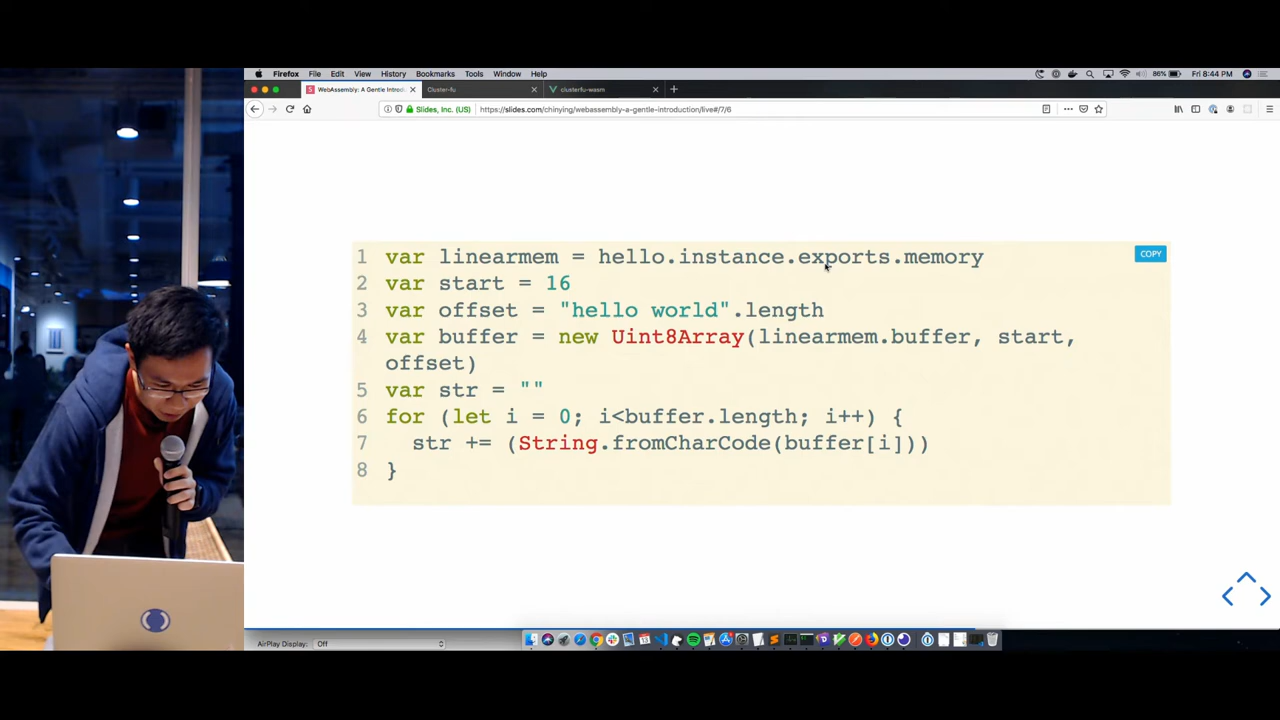 Firefox File Edit View History Bookmarks Tools Window Help
86% Fri 8:44 PM
WebAssembly: A Gentle Introdu
Cluster-fu
clusterfu-wasm
Slides, Inc. (US) https://slides.com/chinying/webassembly-a-gentle-introduction/live#/7/6
COPY
1 var linearmem = hello.instance.exports.memory
2 var start = 16
3 var offset = "hello world".length
4 var buffer = new Uint8Array(linearmem.buffer, start,
offset)
5 var str = ""
6 for (let i = 0; i<buffer.length; i++) {
7 str += (String.fromCharCode(buffer[i]))
8 }
AirPlay Display: Off